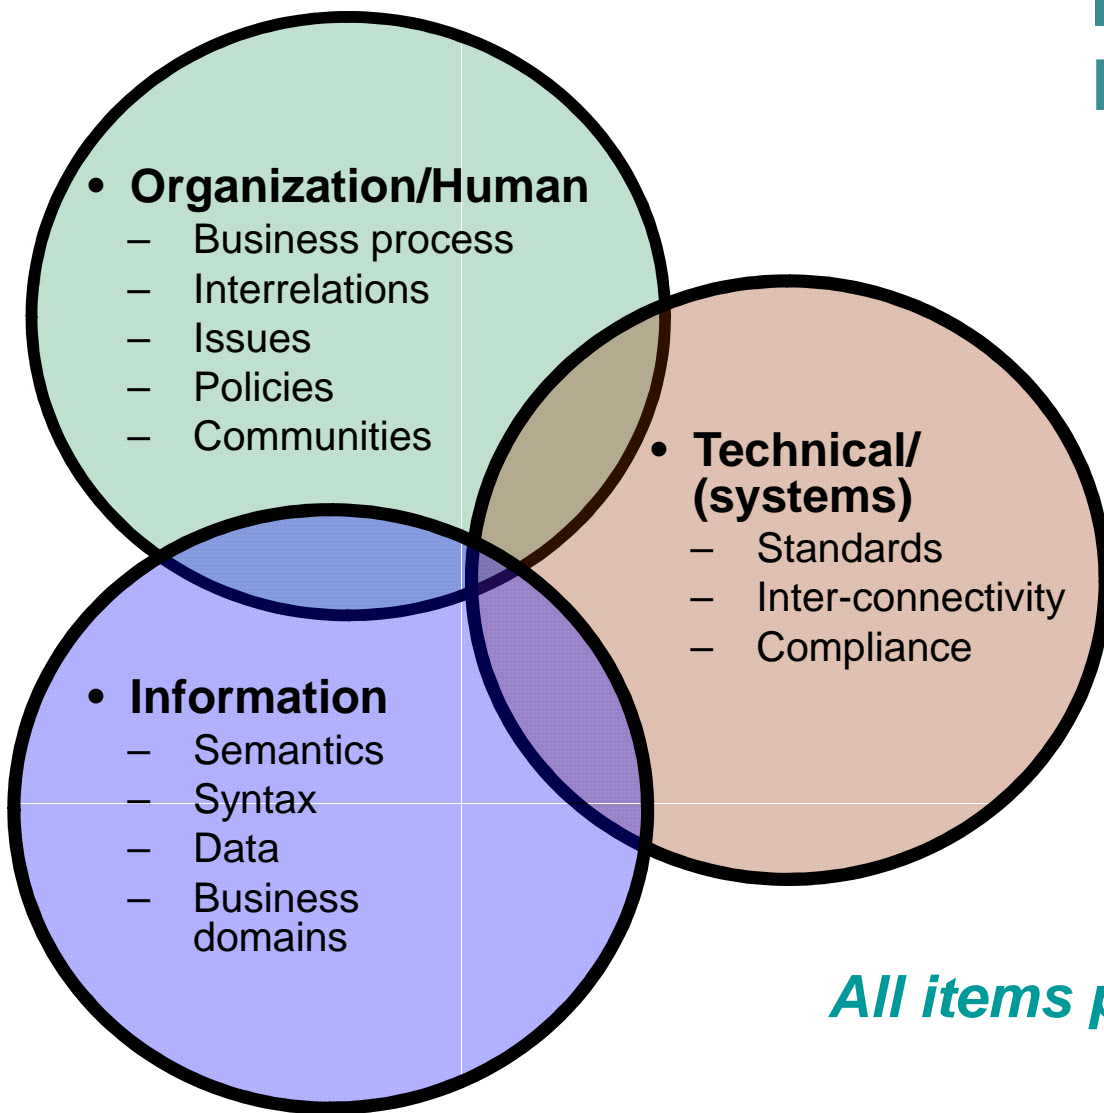 • Organization/Human
– Business process
– Interrelations
– Issues
– Policies
– Communities
• Technical/
(systems)
– Standards
– Inter-connectivity
– Compliance
• Information
– Semantics
– Syntax
– Data
– Business
domains
All items